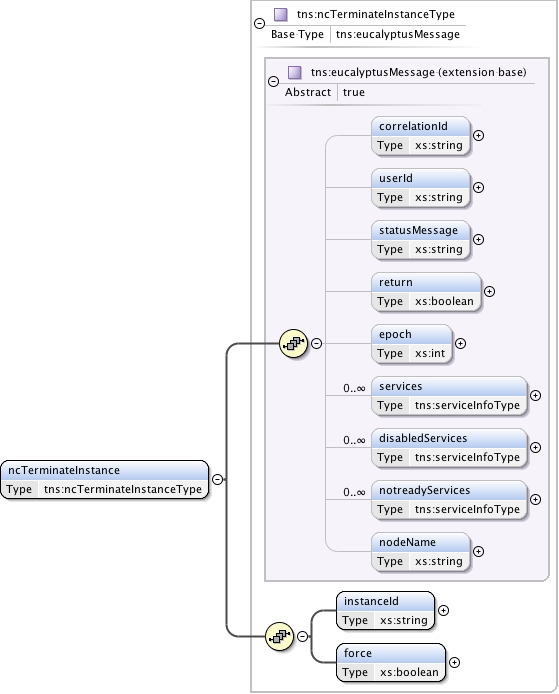 tns:ncTerminateInstanceType
Base Type tns:eucalyptusMessage
tns:eucalyptusMessage (extension base)
Abstract true
correlationId
Type xs:string
userId
Type xs:string
statusMessage
Type xs:string
return
Type xs:boolean
epoch
Type xs:int
0..∞
services
Type tns:serviceInfoType
0..∞
disabledServices
Type tns:serviceInfoType
0..∞
notreadyServices
Type tns:serviceInfoType
nodeName
Type xs:string
ncTerminateInstance
Type tns:ncTerminateInstanceType
instanceId
Type xs:string
force
Type xs:boolean